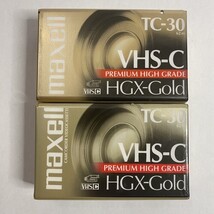 maxell
TC-30
VHS-C
PREMIUM HIGH GRADE
VHS C
HGX-Gold
maxell
TC-30
VHS-C
PREMIUM HIGH GRADE
VHS C
HGX-Gold